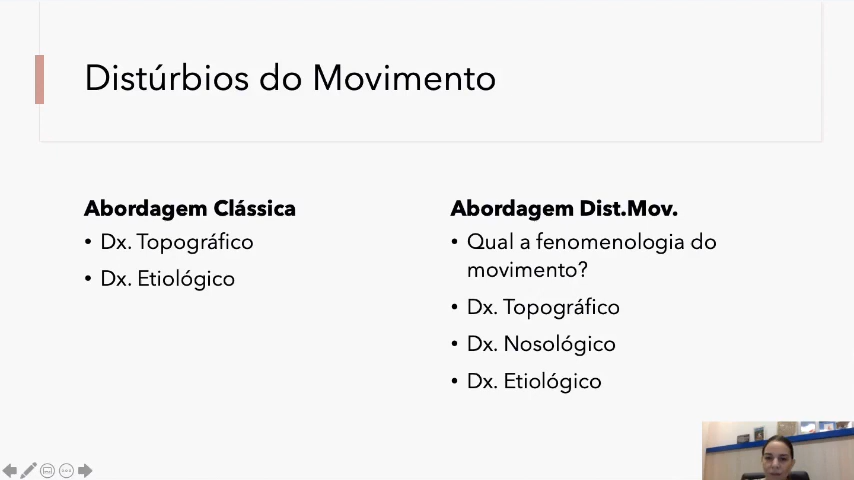 Distúrbios do Movimento
Abordagem Clássica
• Dx. Topográfico
• Dx. Etiológico
Abordagem Dist.Mov.
• Qual a fenomenologia do
movimento?
• Dx. Topográfico
• Dx. Nosológico
• Dx. Etiológico